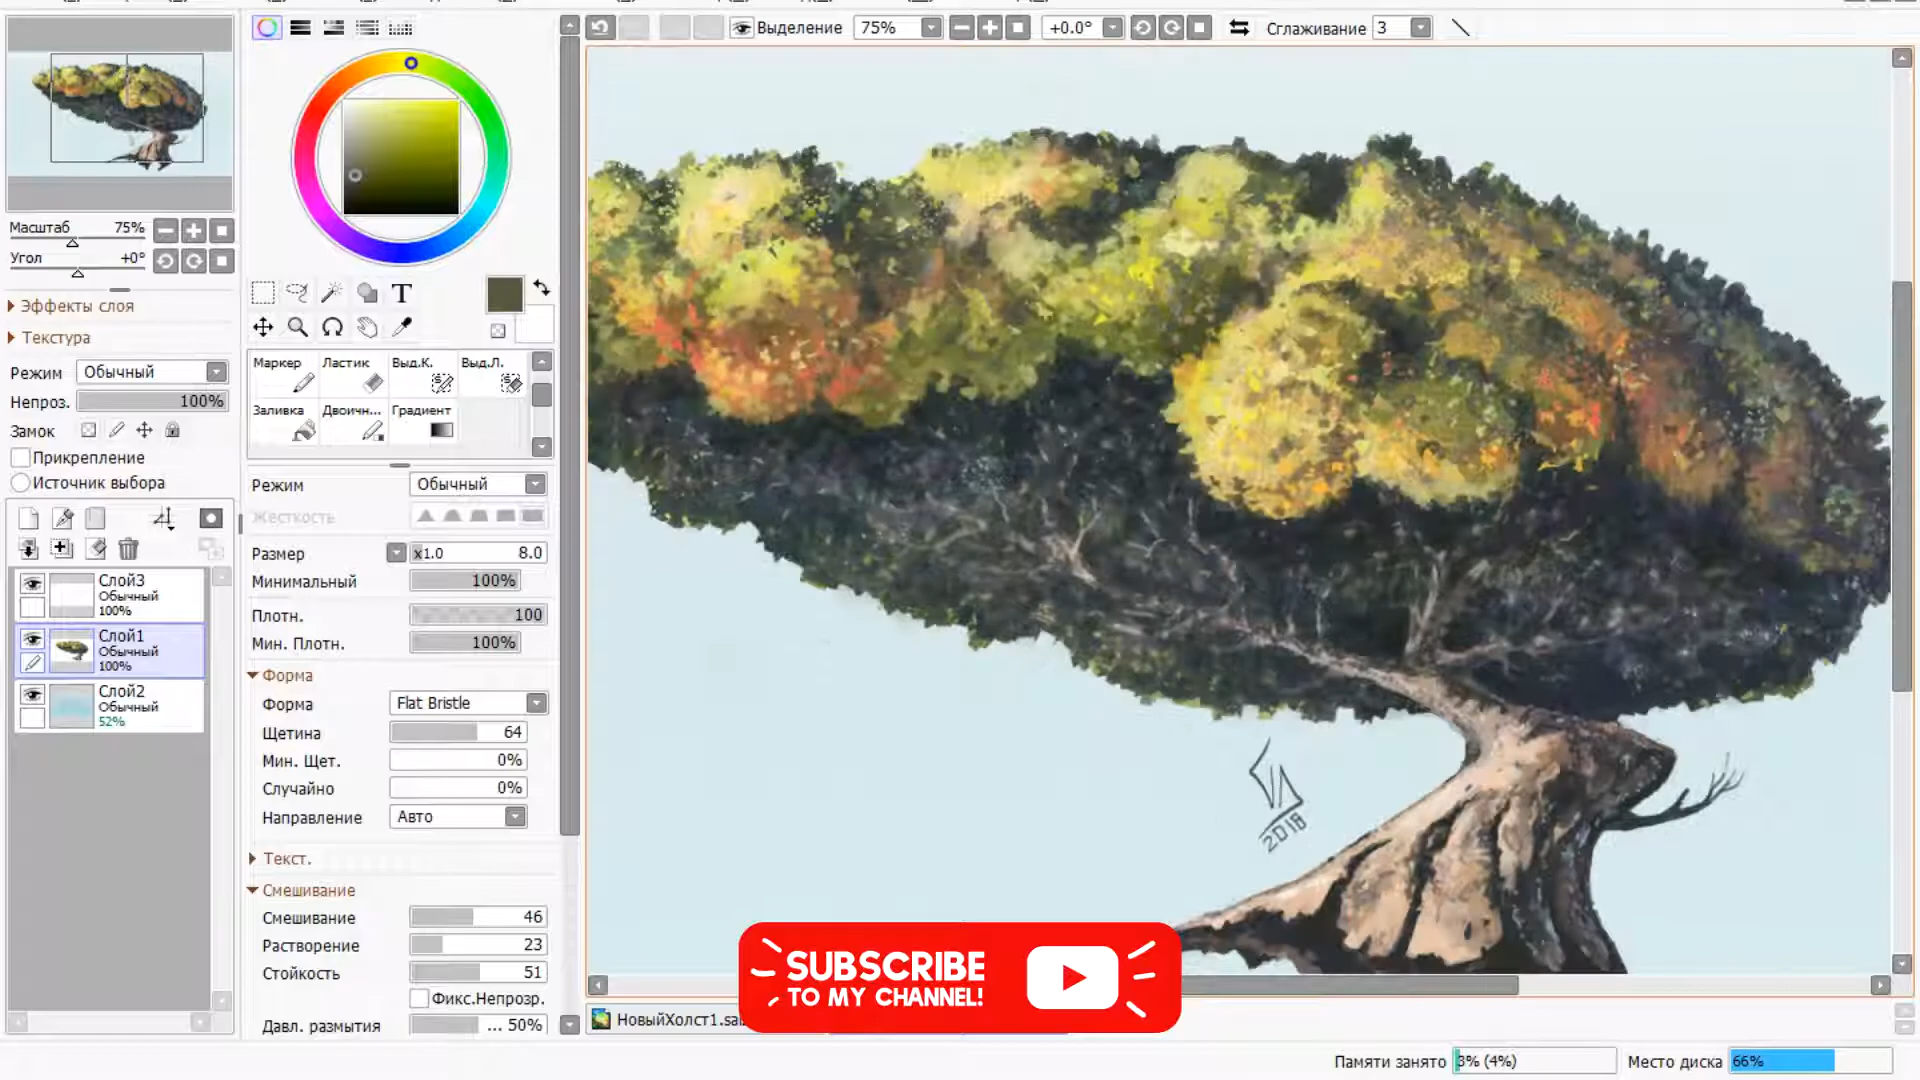 Выделение 75% +0.0° Сглаживание 3
Масштаб 75%
Угол +0°
Эффекты слоя
Текстура
Режим Обычный
Непроз. 100%
Замок
Прикрепление
Источник выбора
Слой3
Обычный
100%
Слой1
Обычный
100%
Слой2
Обычный
52%
T
Маркер Ластик Выд.К. Выд.Л.
Заливка Двоичн... Градиент
Режим Обычный
Жесткость
Размер x1.0 8.0
Минимальный 100%
Плотн. 100
Мин. Плотн. 100%
Форма
Форма Flat Bristle
Щетина 64
Мин. Щет. 0%
Случайно 0%
Направление Авто
Текст.
Смешивание
Смешивание 46
Растворение 23
Стойкость 51
Фикс.Непрозр.
Давл. размытия ... 50%
2018
SUBSCRIBE
TO MY CHANNEL!
НовыйХолст1.sai
Памяти занято 3% (4%) Место диска 66%